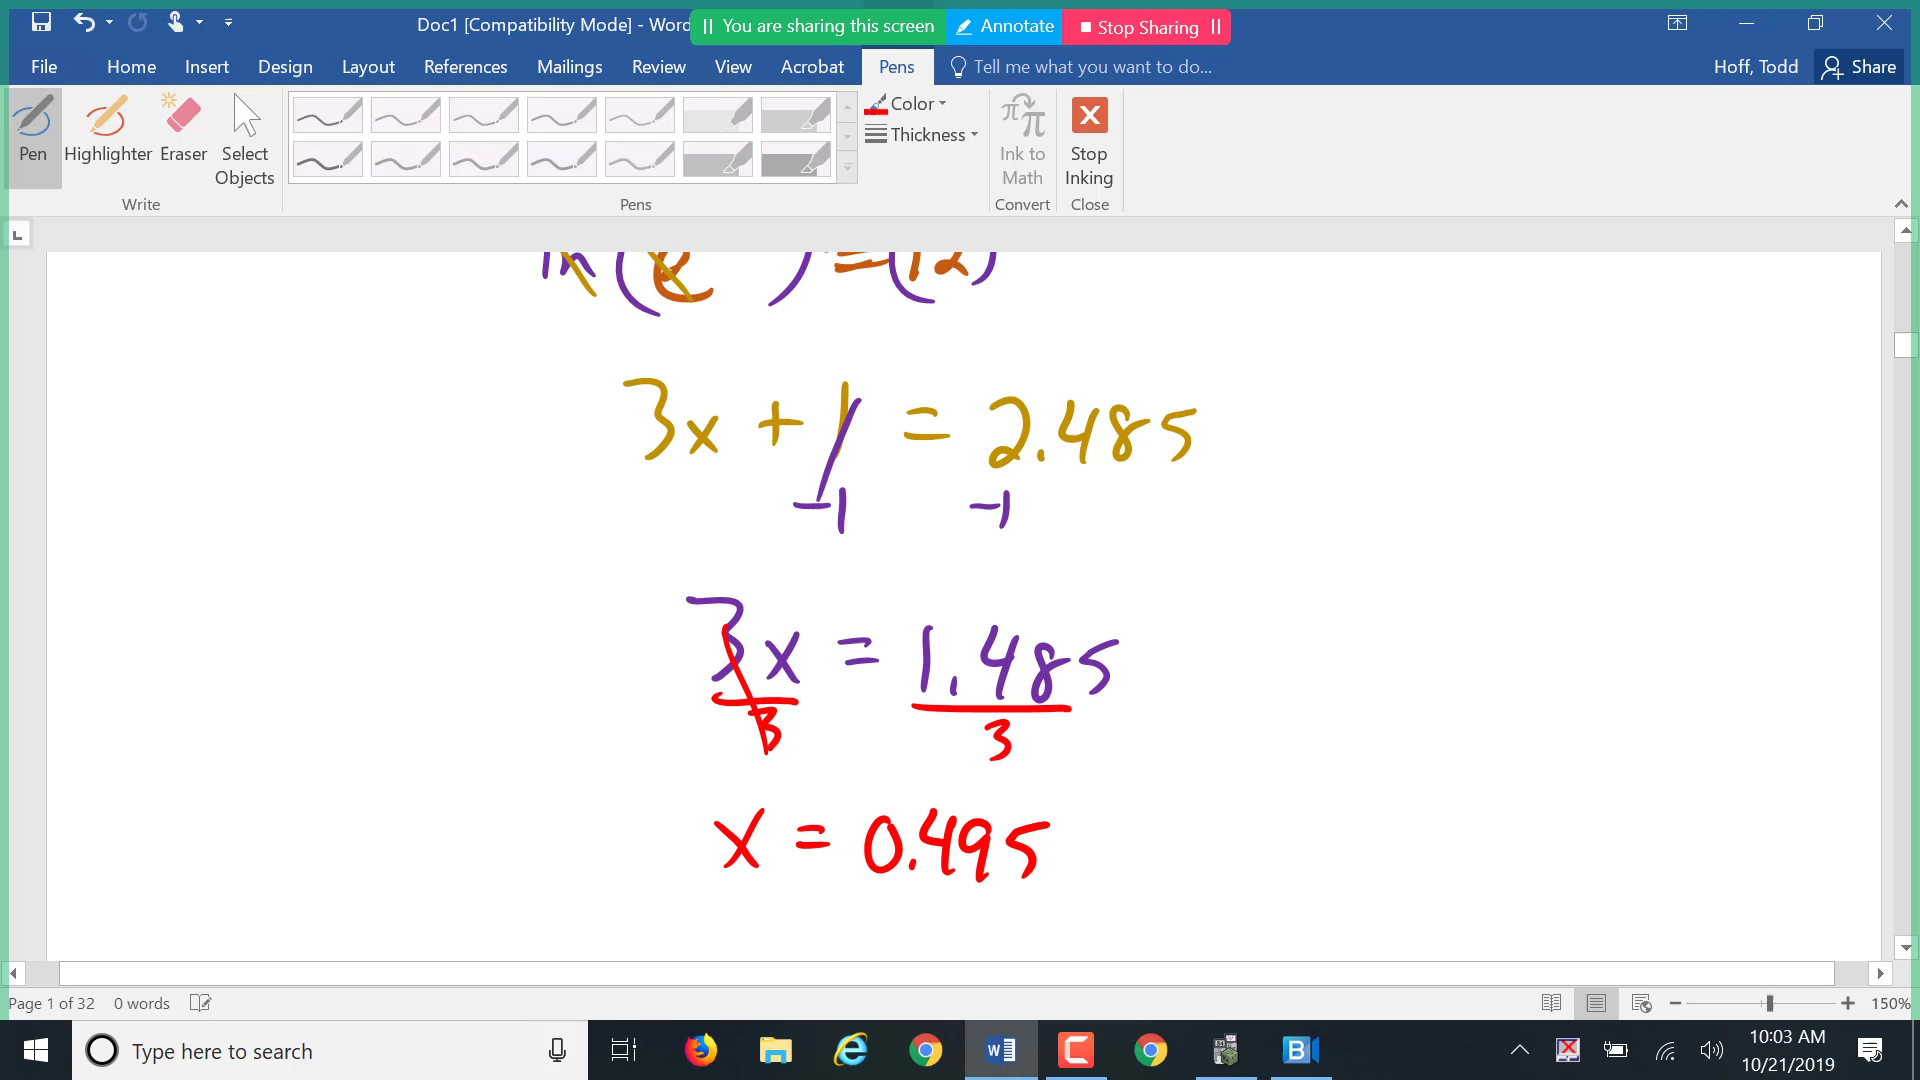 Doc1 [Compatibility Mode] - Word
You are sharing this screen
Annotate
Stop Sharing
File Home Insert Design Layout References Mailings Review View Acrobat Pens Tell me what you want to do... Hoff, Todd Share
Pen Highlighter Eraser Select Objects
Color
Thickness
Ink to Math
Stop Inking
Write Pens Convert Close
ln( ) = (12)
3x + 1 = 2.485
-1 -1
3x = 1.485
3 3
x = 0.495
Page 1 of 32 0 words 150%
Type here to search
10:03 AM
10/21/2019